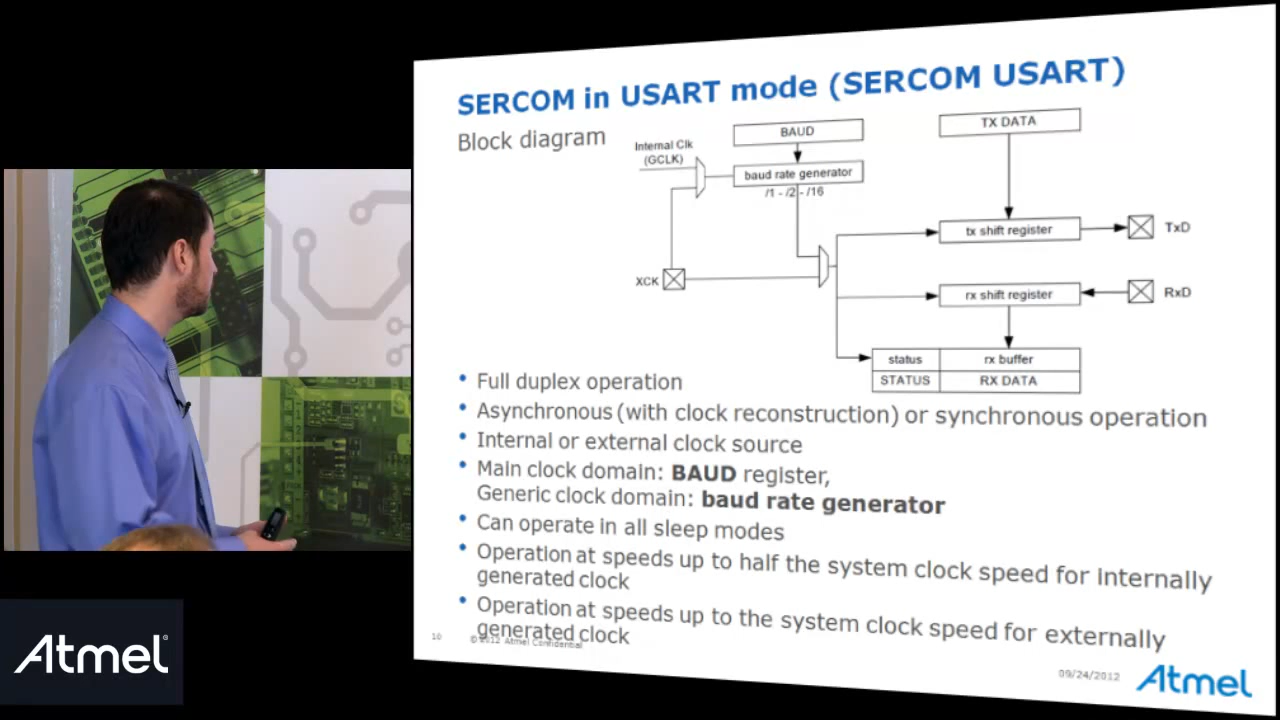 SERCOM in USART mode (SERCOM USART)
Block diagram
Internal Clk
(GCLK)
BAUD
baud rate generator
/1 - /2 - /16
TX DATA
tx shift register
TxD
XCK
rx shift register
RxD
status
rx buffer
STATUS
RX DATA
• Full duplex operation
• Asynchronous (with clock reconstruction) or synchronous operation
• Internal or external clock source
• Main clock domain: BAUD register,
Generic clock domain: baud rate generator
• Can operate in all sleep modes
• Operation at speeds up to half the system clock speed for internally
generated clock
• Operation at speeds up to the system clock speed for externally
generated clock
10
© 2012 Atmel Confidential
09/24/2012
Atmel
Atmel®